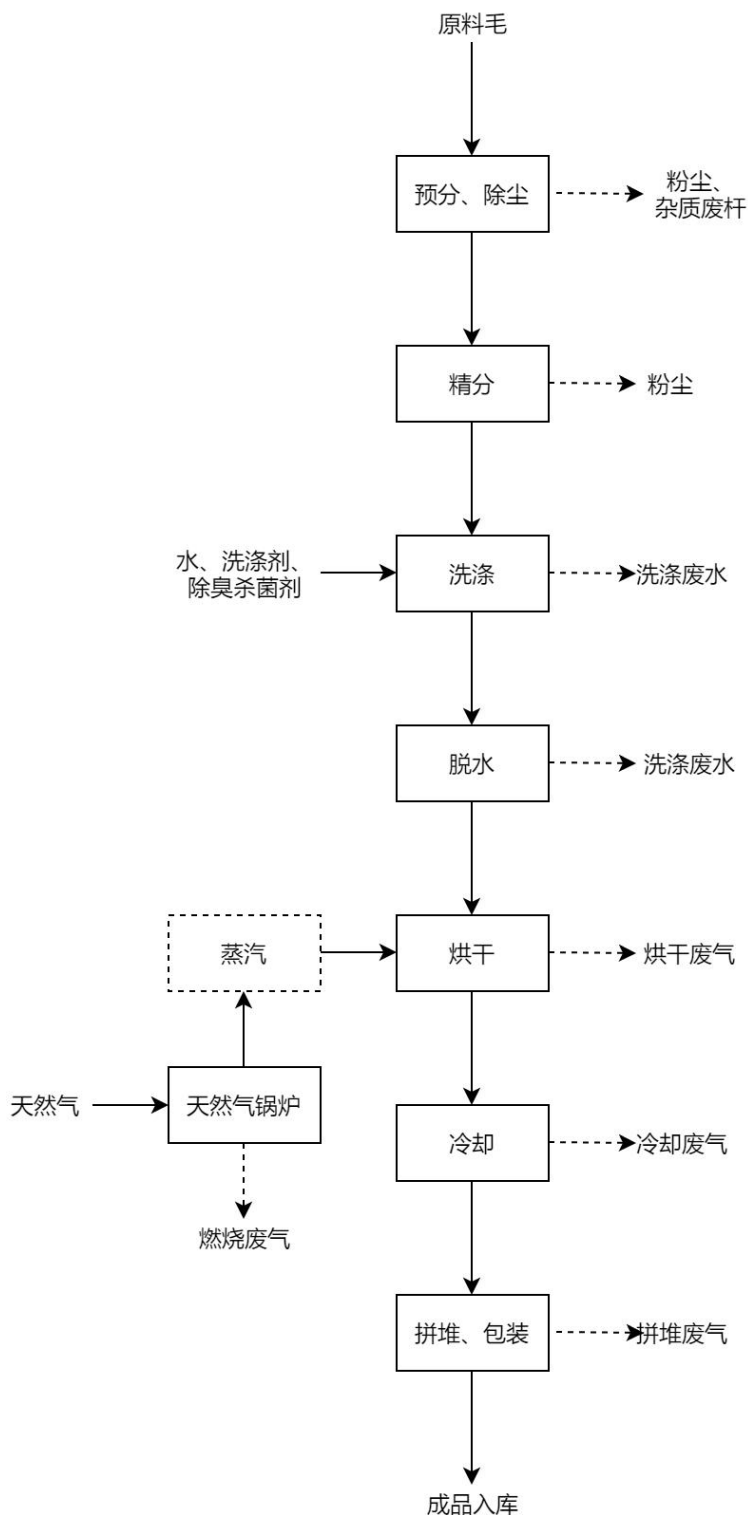 原料毛
预分、除尘
粉尘、
杂质废杆
精分
粉尘
水、洗涤剂、
除臭杀菌剂
洗涤
洗涤废水
脱水
洗涤废水
蒸汽
烘干
烘干废气
天然气
天然气锅炉
冷却
冷却废气
燃烧废气
拼堆、包装
拼堆废气
成品入库